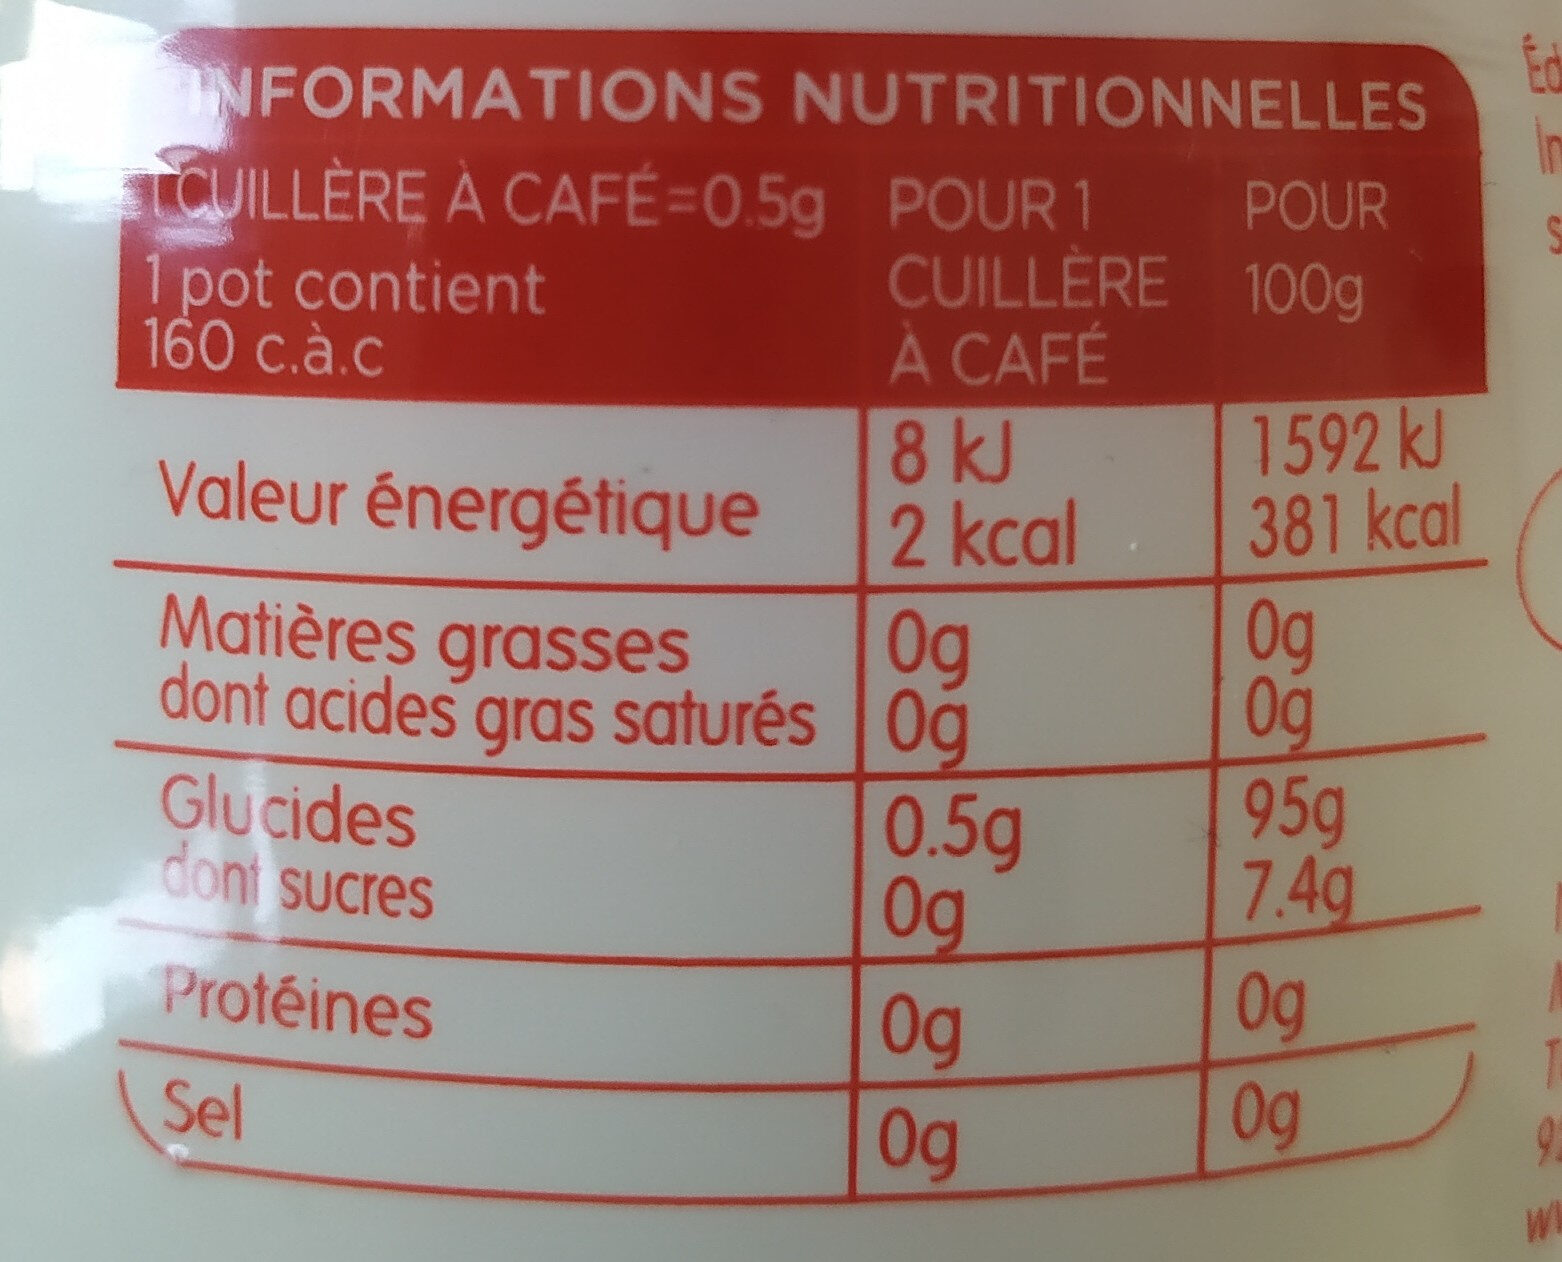 INFORMATIONS NUTRITIONNELLES
1 CUILLÈRE À CAFÉ=0.5g
1 pot contient
160 c.à.c
POUR 1
CUILLÈRE
À CAFÉ
POUR
100g
Valeur énergétique
8 kJ
2 kcal
1592 kJ
381 kcal
Matières grasses 0g 0g
dont acides gras saturés 0g 0g
Glucides 0.5g 95g
dont sucres 0g 7.4g
Protéines 0g 0g
Sel 0g 0g